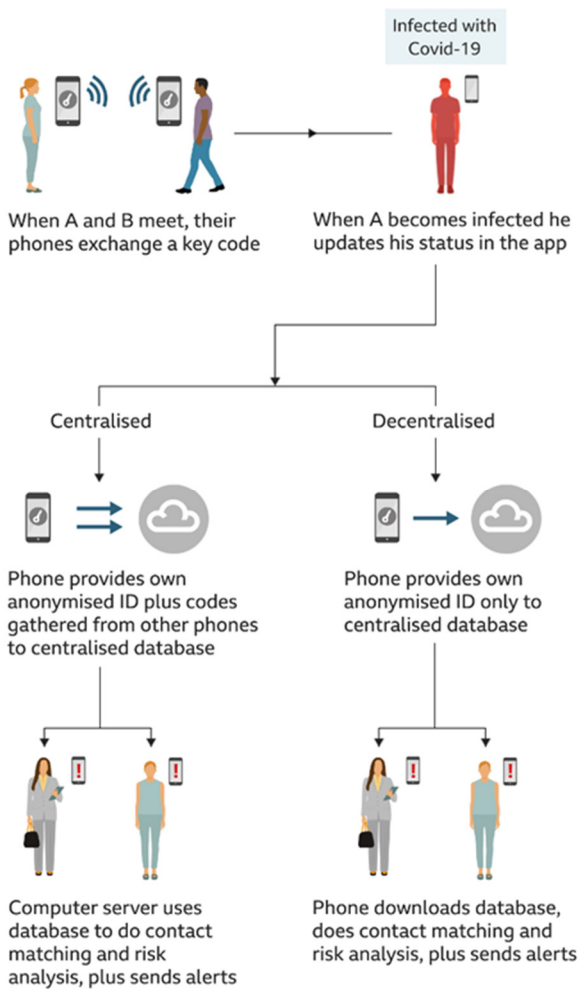 Infected with
Covid-19
When A and B meet, their
phones exchange a key code
When A becomes infected he
updates his status in the app
Centralised
Decentralised
Phone provides own
anonymised ID plus codes
gathered from other phones
to centralised database
Phone provides own
anonymised ID only to
centralised database
Computer server uses
database to do contact
matching and risk
analysis, plus sends alerts
Phone downloads database,
does contact matching and
risk analysis, plus sends alerts